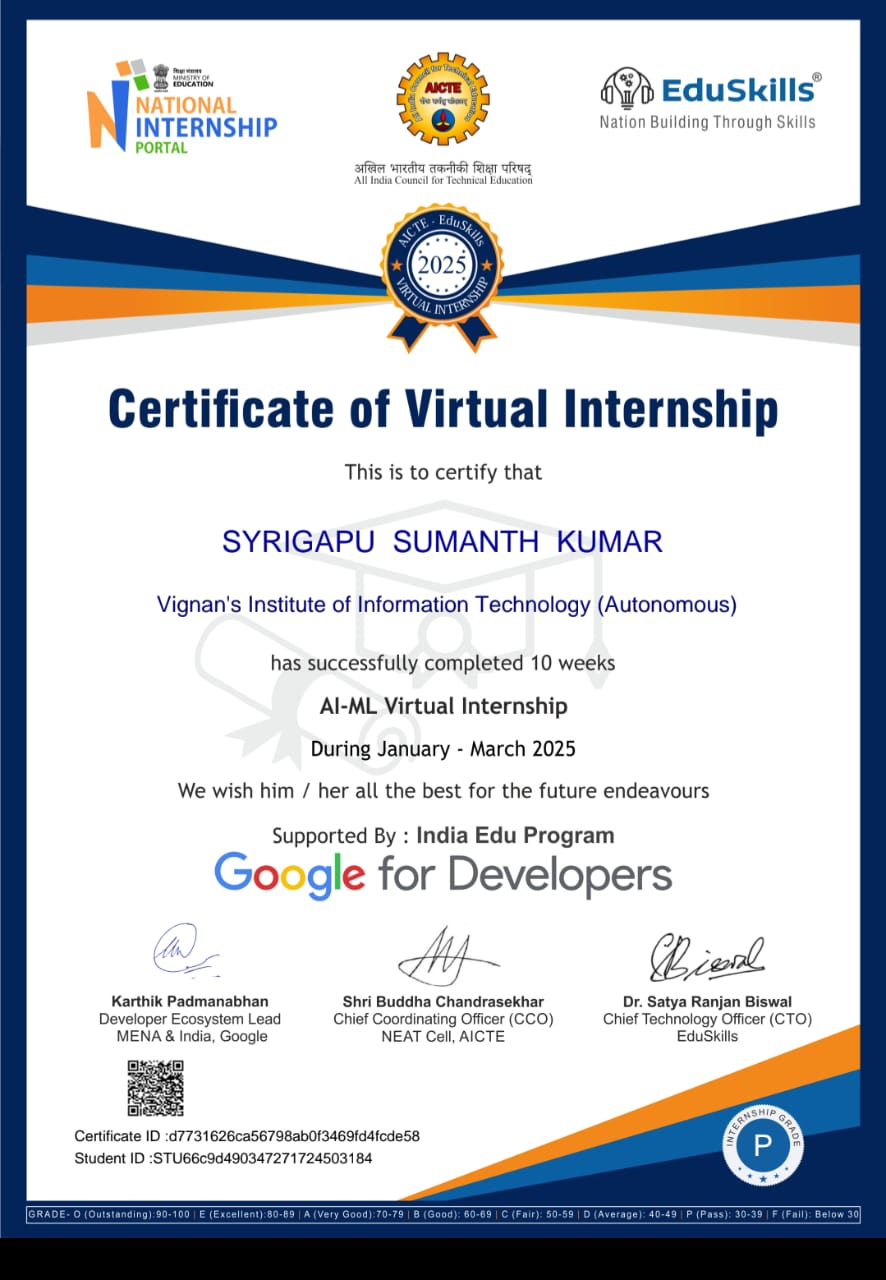 शिक्षा मंत्रालय
MINISTRY OF
EDUCATION
NATIONAL
INTERNSHIP
PORTAL
All India Council for Technical Education
AICTE
अखिल भारतीय तकनीकी शिक्षा परिषद्
All India Council for Technical Education
EduSkills®
Nation Building Through Skills
AICTE - EduSkills
2025
VIRTUAL INTERNSHIP
Certificate of Virtual Internship
This is to certify that
SYRIGAPU SUMANTH KUMAR
Vignan's Institute of Information Technology (Autonomous)
has successfully completed 10 weeks
AI-ML Virtual Internship
During January - March 2025
We wish him / her all the best for the future endeavours
Supported By : India Edu Program
Google for Developers
Karthik Padmanabhan
Developer Ecosystem Lead
MENA & India, Google
Shri Buddha Chandrasekhar
Chief Coordinating Officer (CCO)
NEAT Cell, AICTE
Dr. Satya Ranjan Biswal
Chief Technology Officer (CTO)
EduSkills
Certificate ID :d7731626ca56798ab0f3469fd4fcde58
Student ID :STU66c9d490347271724503184
INTERNSHIP GRADE
P
GRADE- O (Outstanding):90-100 | E (Excellent):80-89 | A (Very Good):70-79 | B (Good): 60-69 | C (Fair): 50-59 | D (Average): 40-49 | P (Pass): 30-39 | F (Fail): Below 30